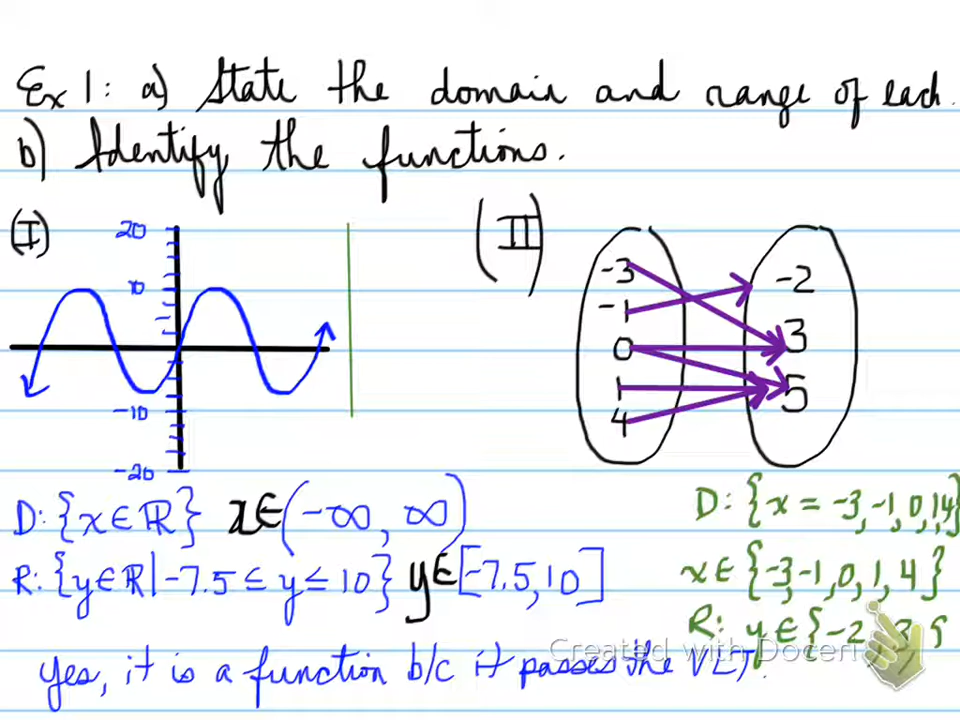 Ex 1: a) State the domain and range of each.
b) Identify the functions.
(I)
20
10
-10
-20
(II)
-3
-1
0
1
4
-2
3
5
D: {x ∈ ℝ} x ∈ (-∞, ∞)
R: {y ∈ ℝ | -7.5 ≤ y ≤ 10} y ∈ [-7.5, 10]
yes, it is a function b/c it passes the VLT.
D: {x = -3, -1, 0, 1, 4}
x ∈ {-3, -1, 0, 1, 4}
R: y ∈ {-2, 3, 5
Created with Doceri